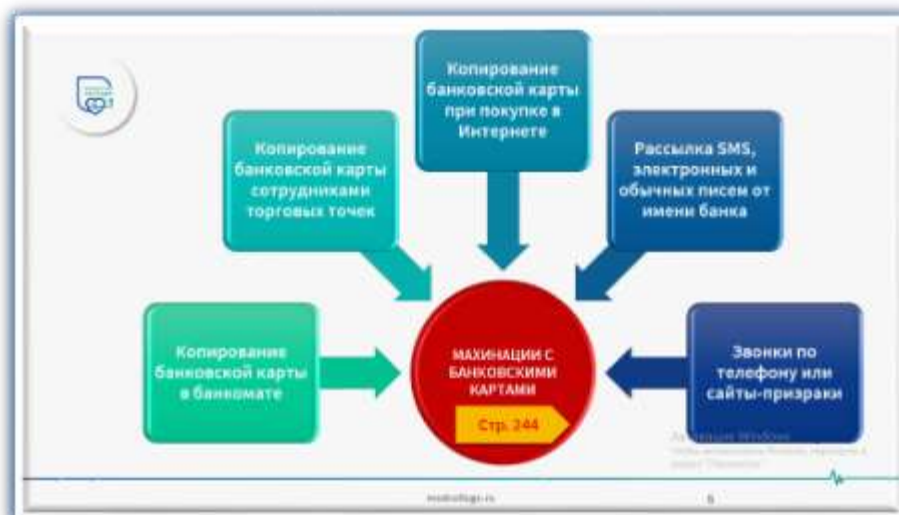 Копирование
банковской карты
при покупке в
Интернете
Копирование
банковской карты
сотрудниками
торговых точек
Рассылка SMS,
электронных и
обычных писем от
имени банка
Копирование
банковской карты
в банкомате
МАХИНАЦИИ С
БАНКОВСКИМИ
КАРТАМИ
Стр. 244
Звонки по
телефону или
сайты-призраки